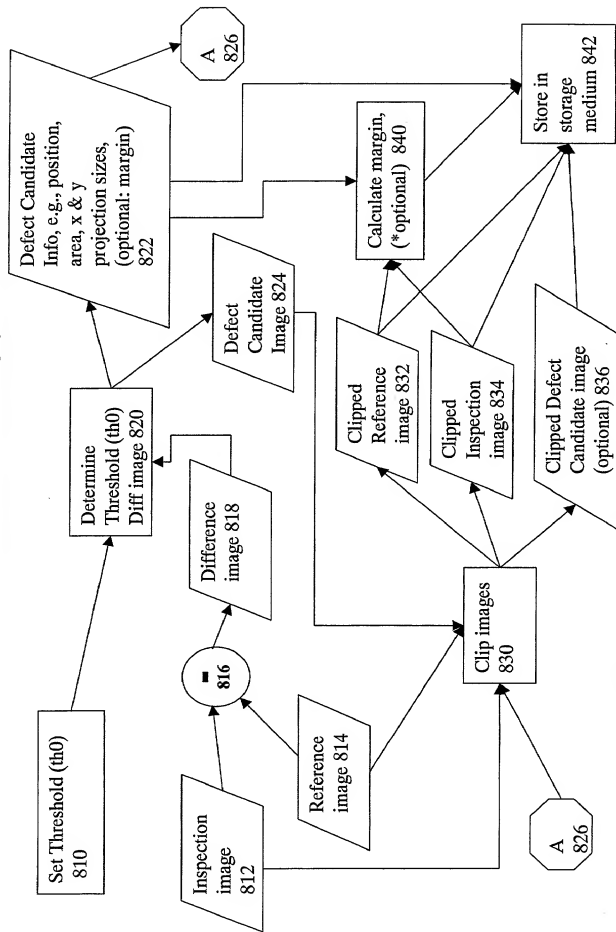 Set Threshold (th0)
810
Determine
Threshold (th0)
Diff image 820
Defect Candidate
Info, e.g., position,
area, x & y
projection sizes,
(optional: margin)
822
A
826
Inspection
image
812
-
816
Difference
image 818
Defect
Candidate
Image 824
Reference
image 814
Calculate margin,
(*optional) 840
Clipped
Reference
image 832
Clipped
Inspection
image 834
Clipped Defect
Candidate image
(optional) 836
Clip images
830
A
826
Store in
storage
medium 842